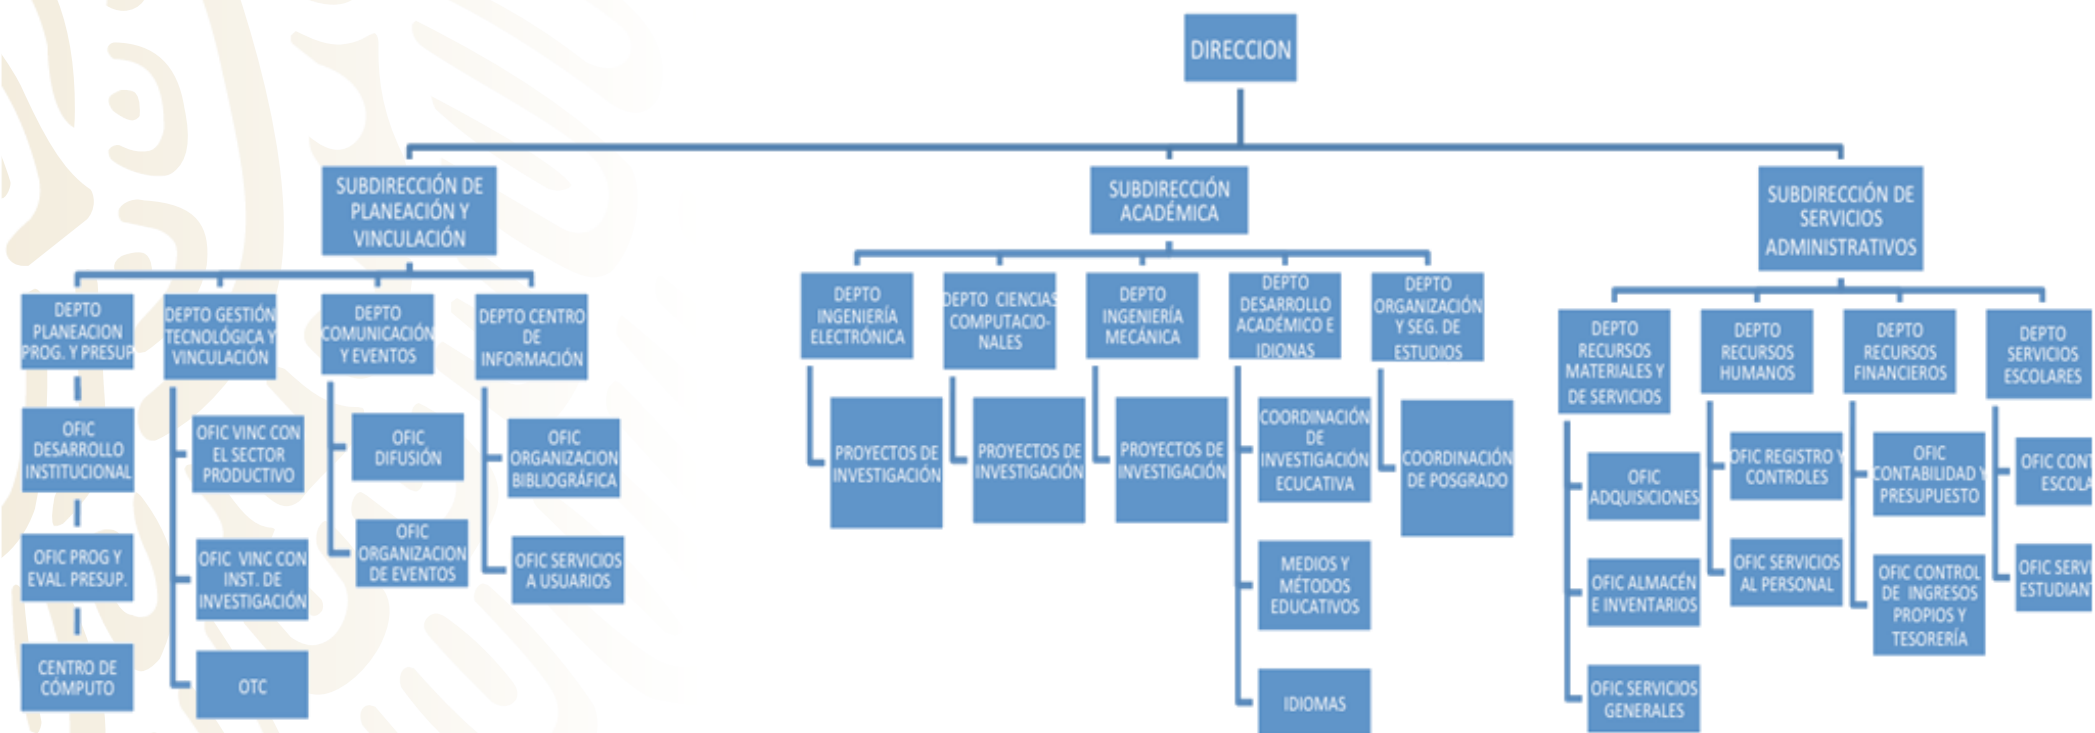 DIRECCION
SUBDIRECCIÓN DE
PLANEACIÓN Y
VINCULACIÓN
SUBDIRECCIÓN
ACADÉMICA
SUBDIRECCIÓN DE
SERVICIOS
ADMINISTRATIVOS
DEPTO
PLANEACION
PROG. Y PRESUP
OFIC
DESARROLLO
INSTITUCIONAL
OFIC PROG Y
EVAL. PRESUP.
CENTRO DE
CÓMPUTO
DEPTO GESTIÓN
TECNOLÓGICA Y
VINCULACIÓN
OFIC VINC CON
EL SECTOR
PRODUCTIVO
OFIC VINC CON
INST. DE
INVESTIGACIÓN
OTC
DEPTO
COMUNICACIÓN
Y EVENTOS
OFIC
DIFUSIÓN
OFIC
ORGANIZACION
DE EVENTOS
DEPTO CENTRO
DE
INFORMACIÓN
OFIC
ORGANIZACION
BIBLIOGRÁFICA
OFIC SERVICIOS
A USUARIOS
DEPTO
INGENIERÍA
ELECTRÓNICA
PROYECTOS DE
INVESTIGACIÓN
DEPTO CIENCIAS
COMPUTACIO-
NALES
PROYECTOS DE
INVESTIGACIÓN
DEPTO
INGENIERÍA
MECÁNICA
PROYECTOS DE
INVESTIGACIÓN
DEPTO
DESARROLLO
ACADÉMICO E
IDIONAS
COORDINACIÓN
DE
INVESTIGACIÓN
ECUCATIVA
MEDIOS Y
MÉTODOS
EDUCATIVOS
IDIOMAS
DEPTO
ORGANIZACIÓN
Y SEG. DE
ESTUDIOS
COORDINACIÓN
DE POSGRADO
DEPTO
RECURSOS
MATERIALES Y
DE SERVICIOS
OFIC
ADQUISICIONES
OFIC ALMACÉN
E INVENTARIOS
OFIC SERVICIOS
GENERALES
DEPTO
RECURSOS
HUMANOS
OFIC REGISTRO Y
CONTROLES
OFIC SERVICIOS
AL PERSONAL
DEPTO
RECURSOS
FINANCIEROS
OFIC
CONTABILIDAD Y
PRESUPUESTO
OFIC CONTROL
DE INGRESOS
PROPIOS Y
TESORERÍA
DEPTO
SERVICIOS
ESCOLARES
OFIC CONT
ESCOLA
OFIC SERVI
ESTUDIANT